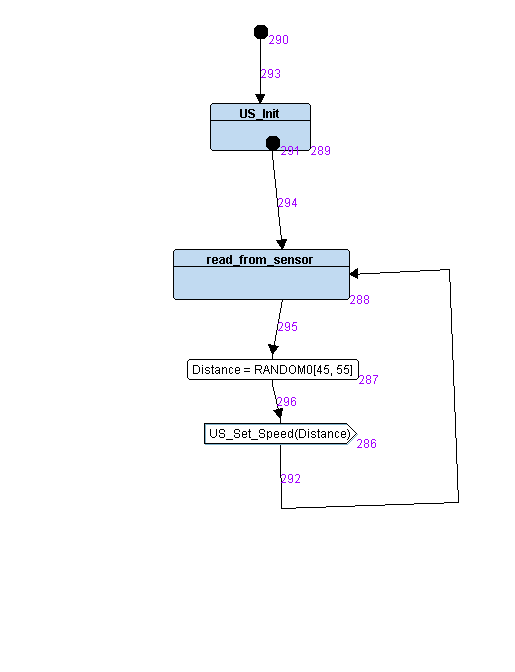 290
293
US_Init
291 289
294
read_from_sensor
288
295
Distance = RANDOM0[45, 55]
287
296
US_Set_Speed(Distance)
286
292